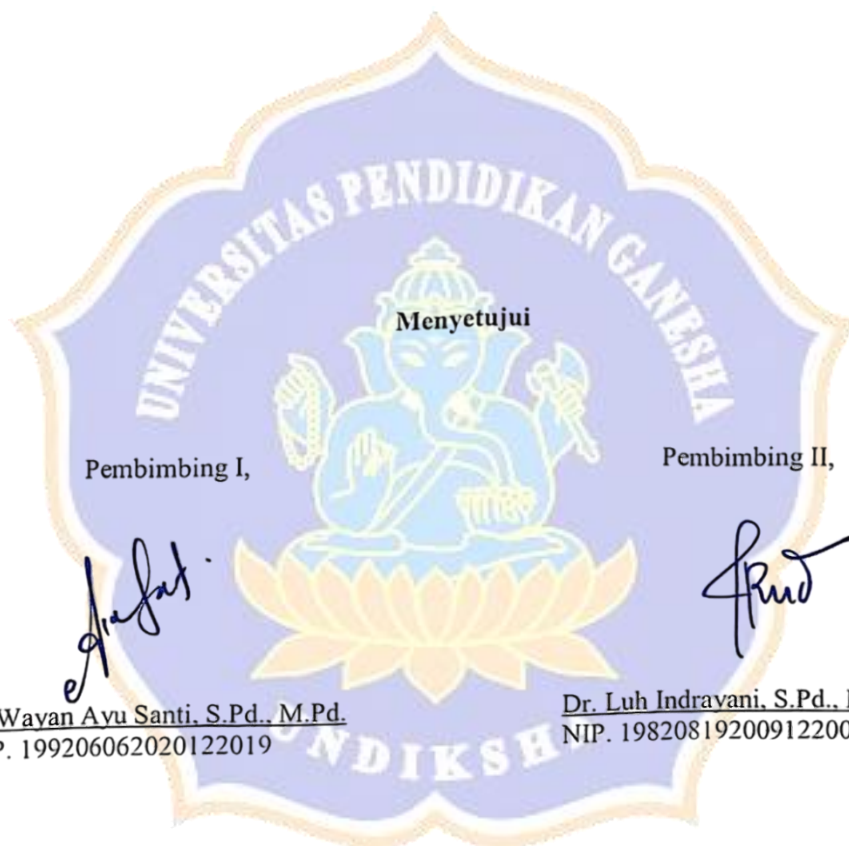 UNIVERSITAS PENDIDIKAN GANESHA
Menyetujui
Pembimbing I,
Pembimbing II,
Wayan Ayu Santi, S.Pd., M.Pd.
P. 199206062020122019
Dr. Luh Indrayani, S.Pd.,
NIP. 19820819200912200
UNDIKSHA